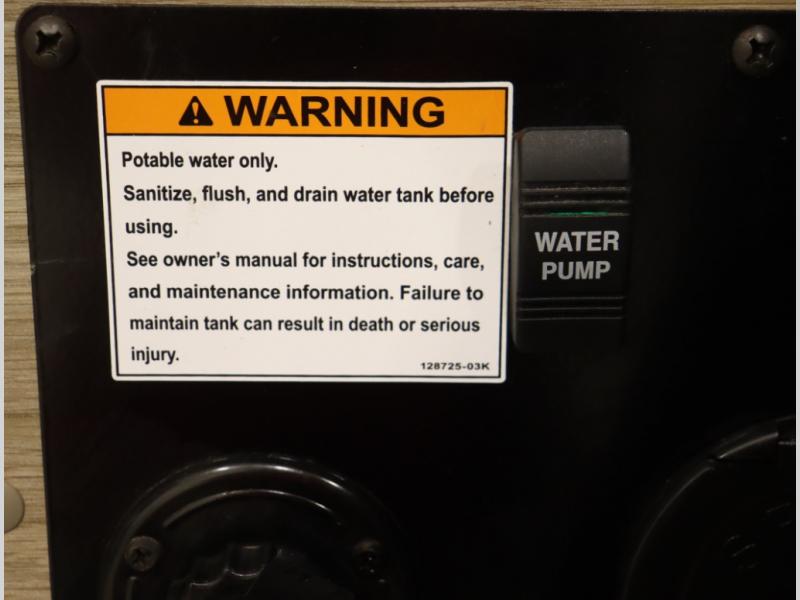 WARNING
Potable water only.
Sanitize, flush, and drain water tank before
using.
See owner's manual for instructions, care,
and maintenance information. Failure to
maintain tank can result in death or serious
injury.
128725-03K
WATER
PUMP